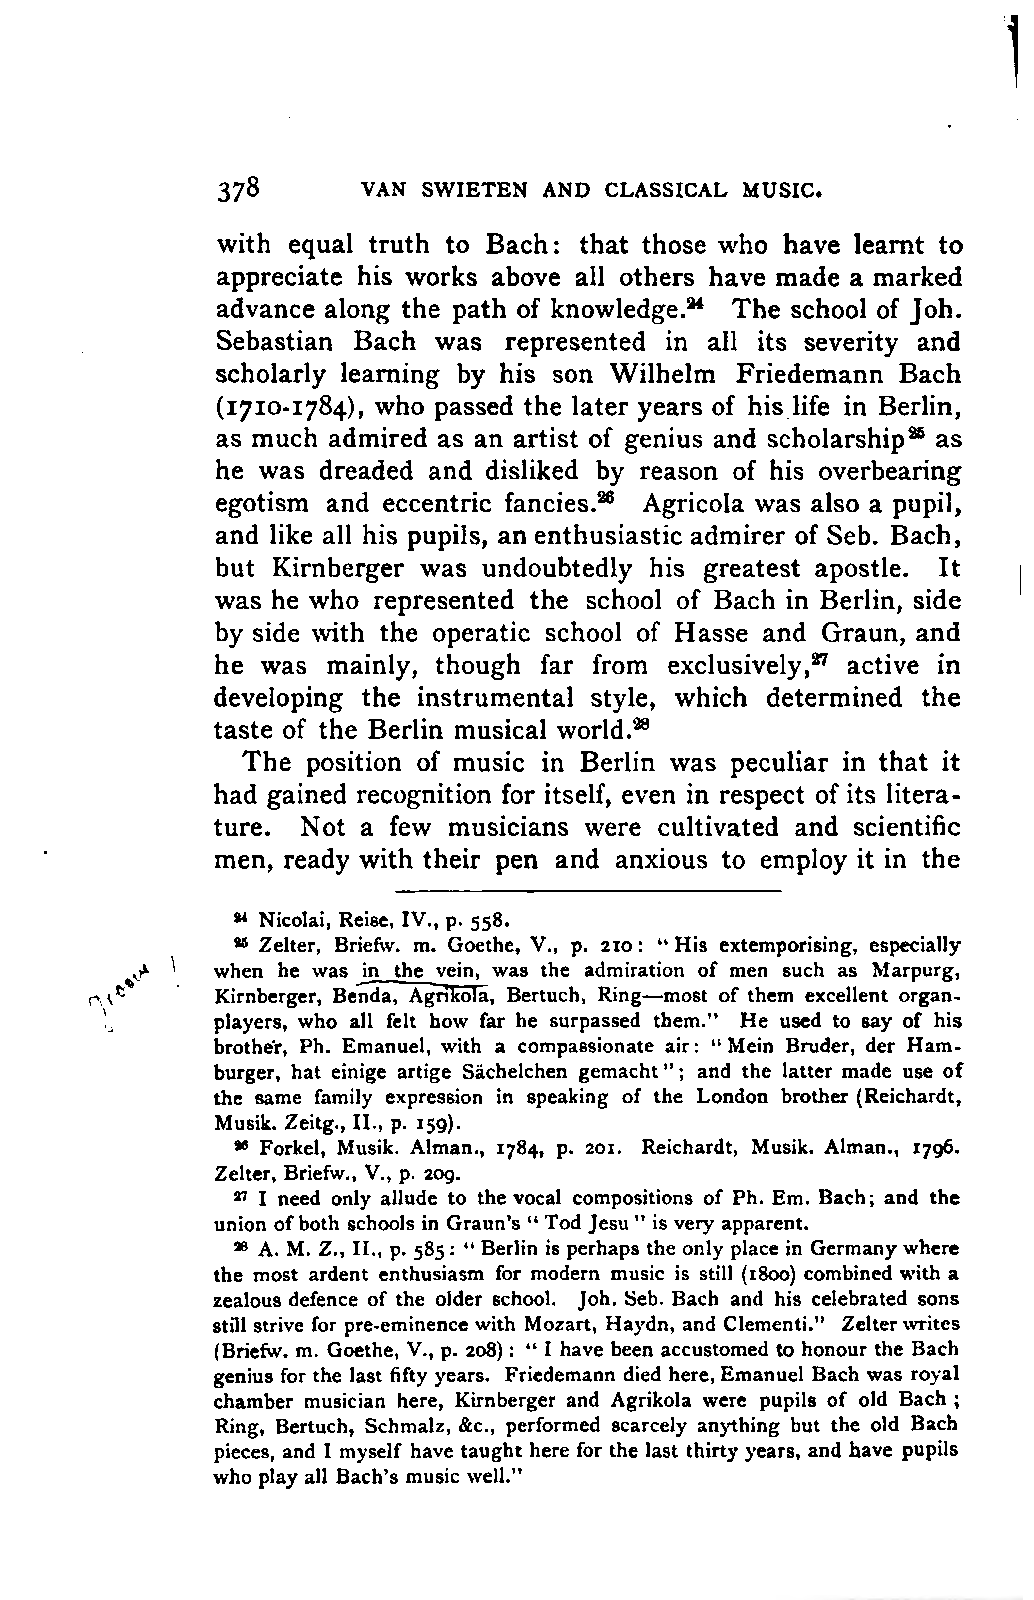 378 VAN SWIETEN AND CLASSICAL MUSIC.
with equal truth to Bach: that those who have learnt to
appreciate his works above all others have made a marked
advance along the path of knowledge.²⁴ The school of Joh.
Sebastian Bach was represented in all its severity and
scholarly learning by his son Wilhelm Friedemann Bach
(1710-1784), who passed the later years of his life in Berlin,
as much admired as an artist of genius and scholarship²⁵ as
he was dreaded and disliked by reason of his overbearing
egotism and eccentric fancies.²⁶ Agricola was also a pupil,
and like all his pupils, an enthusiastic admirer of Seb. Bach,
but Kirnberger was undoubtedly his greatest apostle. It
was he who represented the school of Bach in Berlin, side
by side with the operatic school of Hasse and Graun, and
he was mainly, though far from exclusively,²⁷ active in
developing the instrumental style, which determined the
taste of the Berlin musical world.²⁸
The position of music in Berlin was peculiar in that it
had gained recognition for itself, even in respect of its litera-
ture. Not a few musicians were cultivated and scientific
men, ready with their pen and anxious to employ it in the
²⁴ Nicolai, Reise, IV., p. 558.
²⁵ Zelter, Briefw. m. Goethe, V., p. 210: "His extemporising, especially
when he was in the vein, was the admiration of men such as Marpurg,
Kirnberger, Benda, Agrikola, Bertuch, Ring—most of them excellent organ-
players, who all felt how far he surpassed them." He used to say of his
brother, Ph. Emanuel, with a compassionate air: "Mein Bruder, der Ham-
burger, hat einige artige Sächelchen gemacht"; and the latter made use of
the same family expression in speaking of the London brother (Reichardt,
Musik. Zeitg., II., p. 159).
²⁶ Forkel, Musik. Alman., 1784, p. 201. Reichardt, Musik. Alman., 1796.
Zelter, Briefw., V., p. 209.
²⁷ I need only allude to the vocal compositions of Ph. Em. Bach; and the
union of both schools in Graun's "Tod Jesu" is very apparent.
²⁸ A. M. Z., II., p. 585: "Berlin is perhaps the only place in Germany where
the most ardent enthusiasm for modern music is still (1800) combined with a
zealous defence of the older school. Joh. Seb. Bach and his celebrated sons
still strive for pre-eminence with Mozart, Haydn, and Clementi." Zelter writes
(Briefw. m. Goethe, V., p. 208): "I have been accustomed to honour the Bach
genius for the last fifty years. Friedemann died here, Emanuel Bach was royal
chamber musician here, Kirnberger and Agrikola were pupils of old Bach;
Ring, Bertuch, Schmalz, &c., performed scarcely anything but the old Bach
pieces, and I myself have taught here for the last thirty years, and have pupils
who play all Bach's music well."